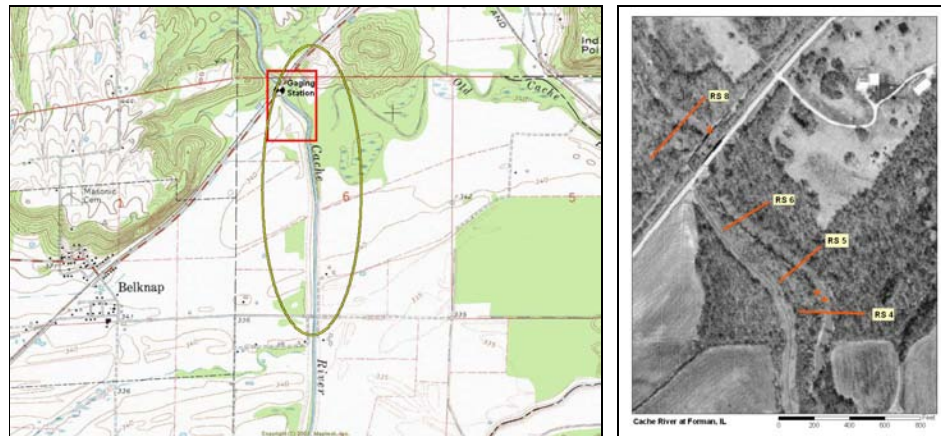 Ind
Poi
Gaging
Station
Old
Cache
Cache
Masonic
Cem
1
6
5
Belknap
River
RS 8
RS 6
RS 5
RS 4
Cache River at Forman, IL
0 200 400 600 800
Feet